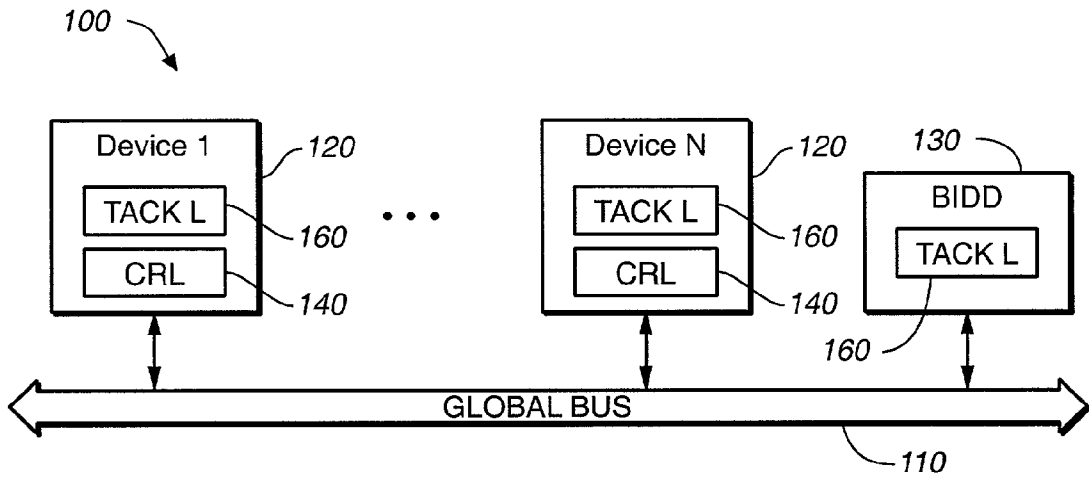 100
Device 1
120
TACK L
160
CRL
140
Device N
120
TACK L
160
CRL
140
130
BIDD
TACK L
160
GLOBAL BUS
110